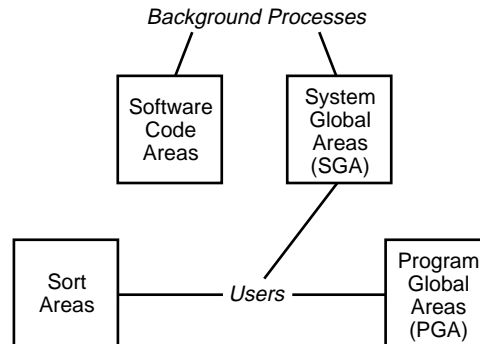 Background Processes
Software
Code
Areas
System
Global
Areas
(SGA)
Sort
Areas
Users
Program
Global
Areas
(PGA)